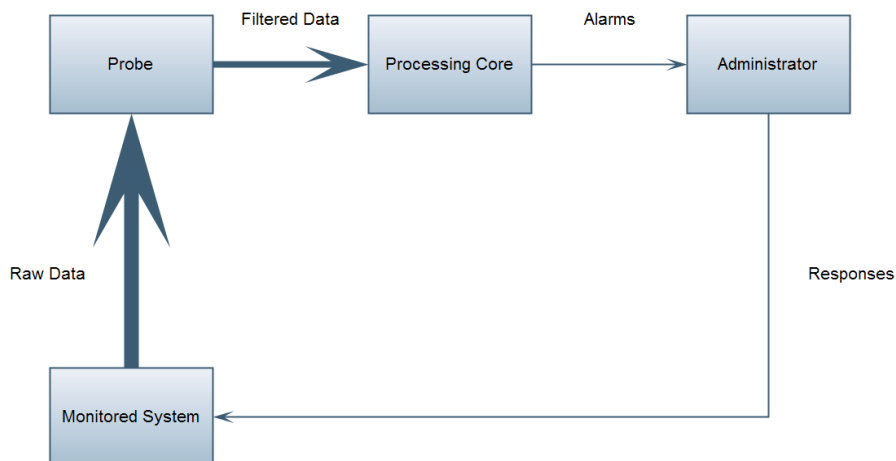 Filtered Data
Alarms
Probe
Processing Core
Administrator
Raw Data
Responses
Monitored System